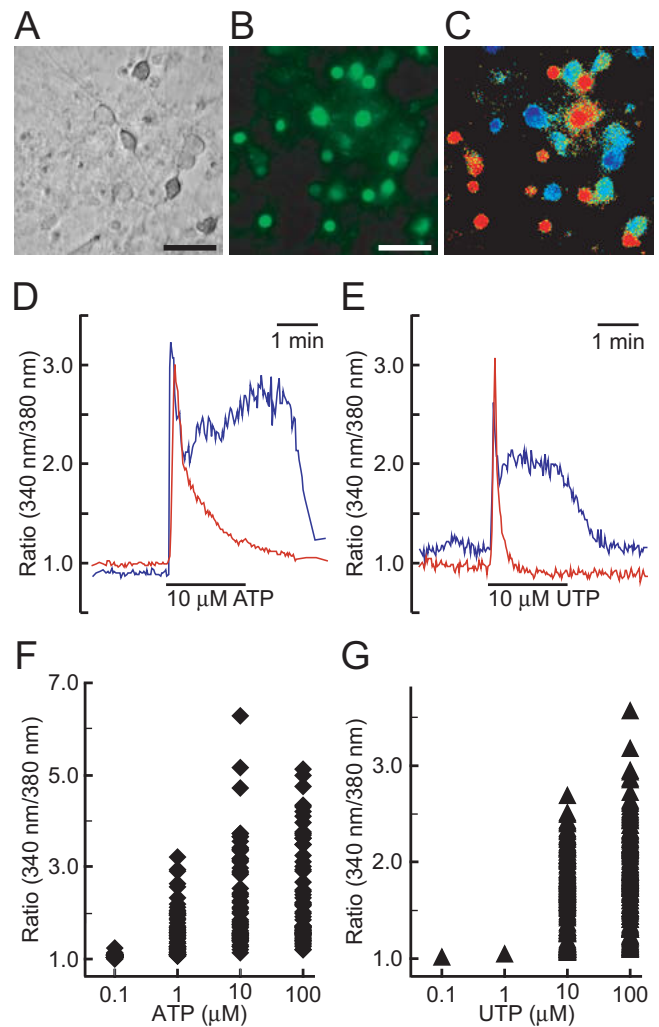 A
B
C
D
E
1 min
1 min
3.0
2.0
1.0
Ratio (340 nm/380 nm)
10 μM ATP
3.0
2.0
1.0
Ratio (340 nm/380 nm)
10 μM UTP
F
G
7.0
5.0
3.0
1.0
Ratio (340 nm/380 nm)
0.1 1 10 100
ATP (μM)
3.0
2.0
1.0
Ratio (340 nm/380 nm)
0.1 1 10 100
UTP (μM)